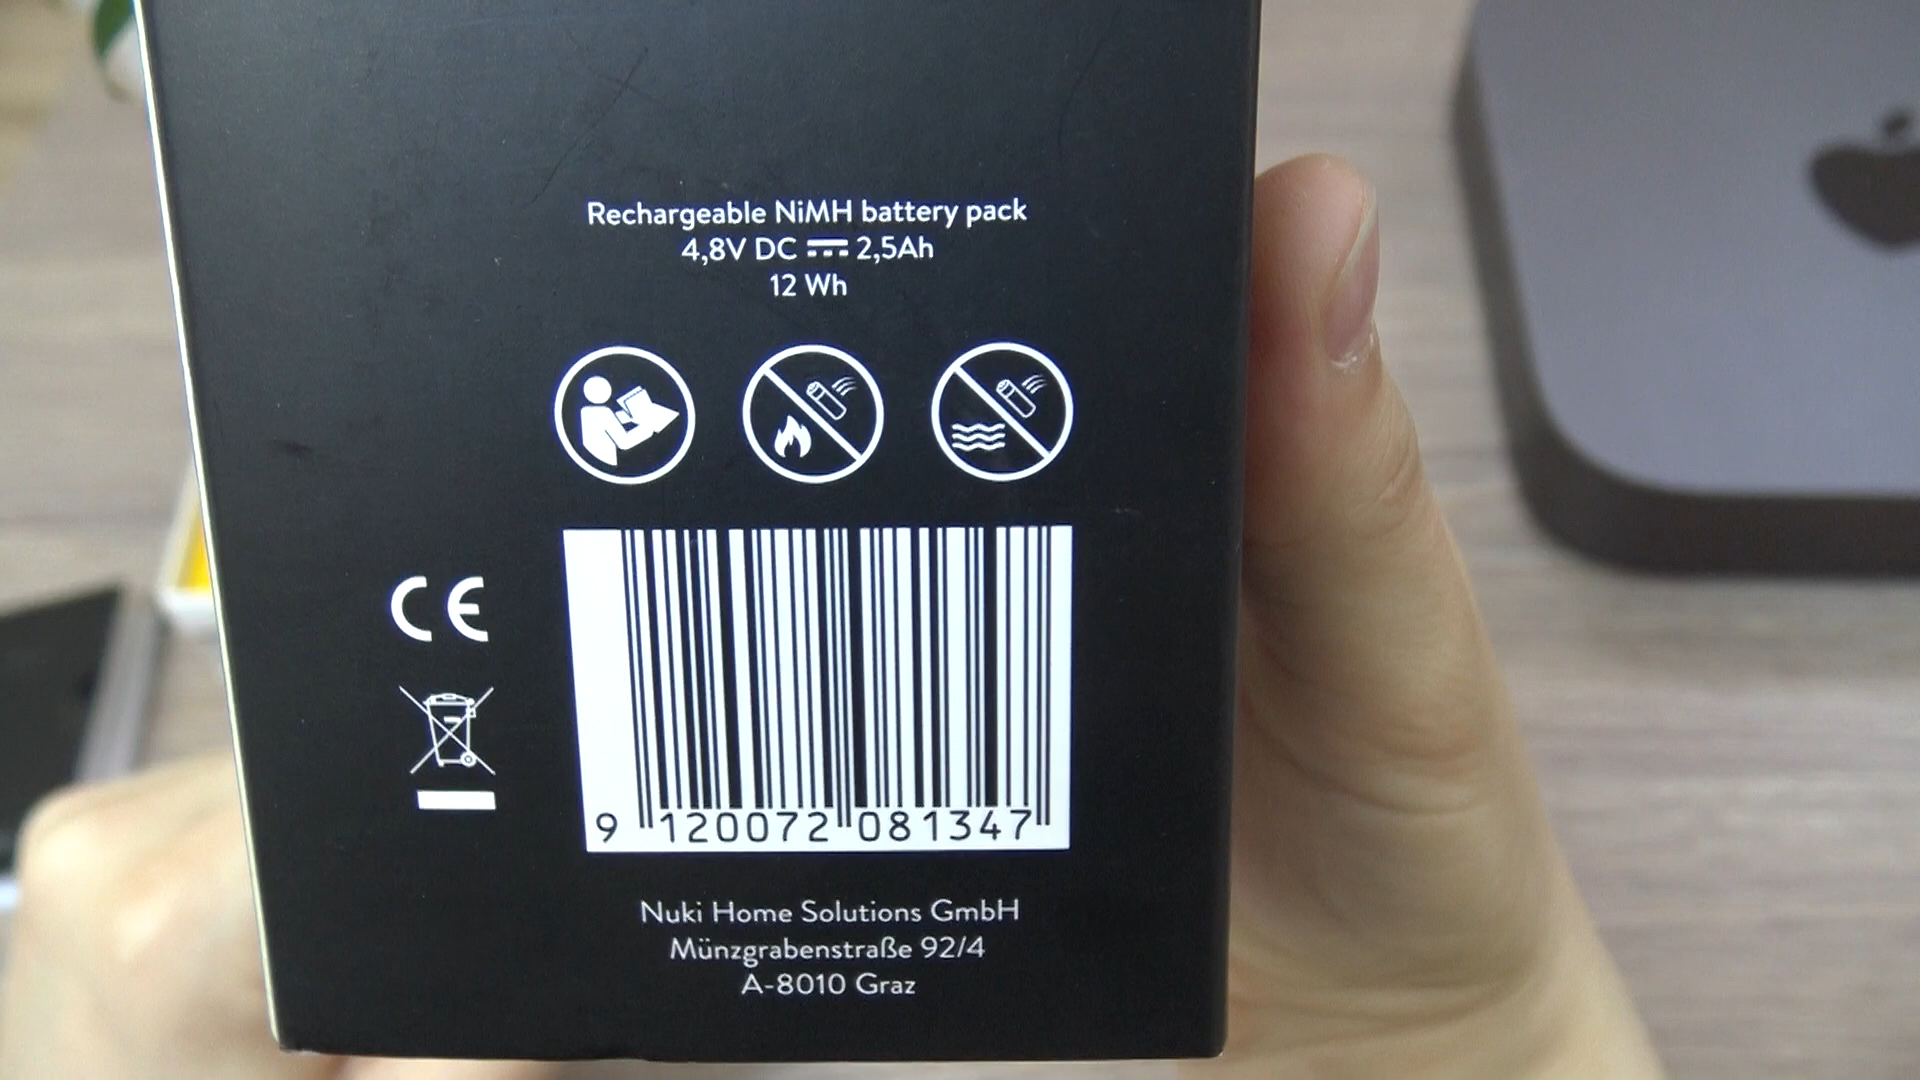 Rechargeable NiMH battery pack
4,8V DC ⎓ 2,5Ah
12 Wh
CE
9 120072 081347
Nuki Home Solutions GmbH
Münzgrabenstraße 92/4
A-8010 Graz